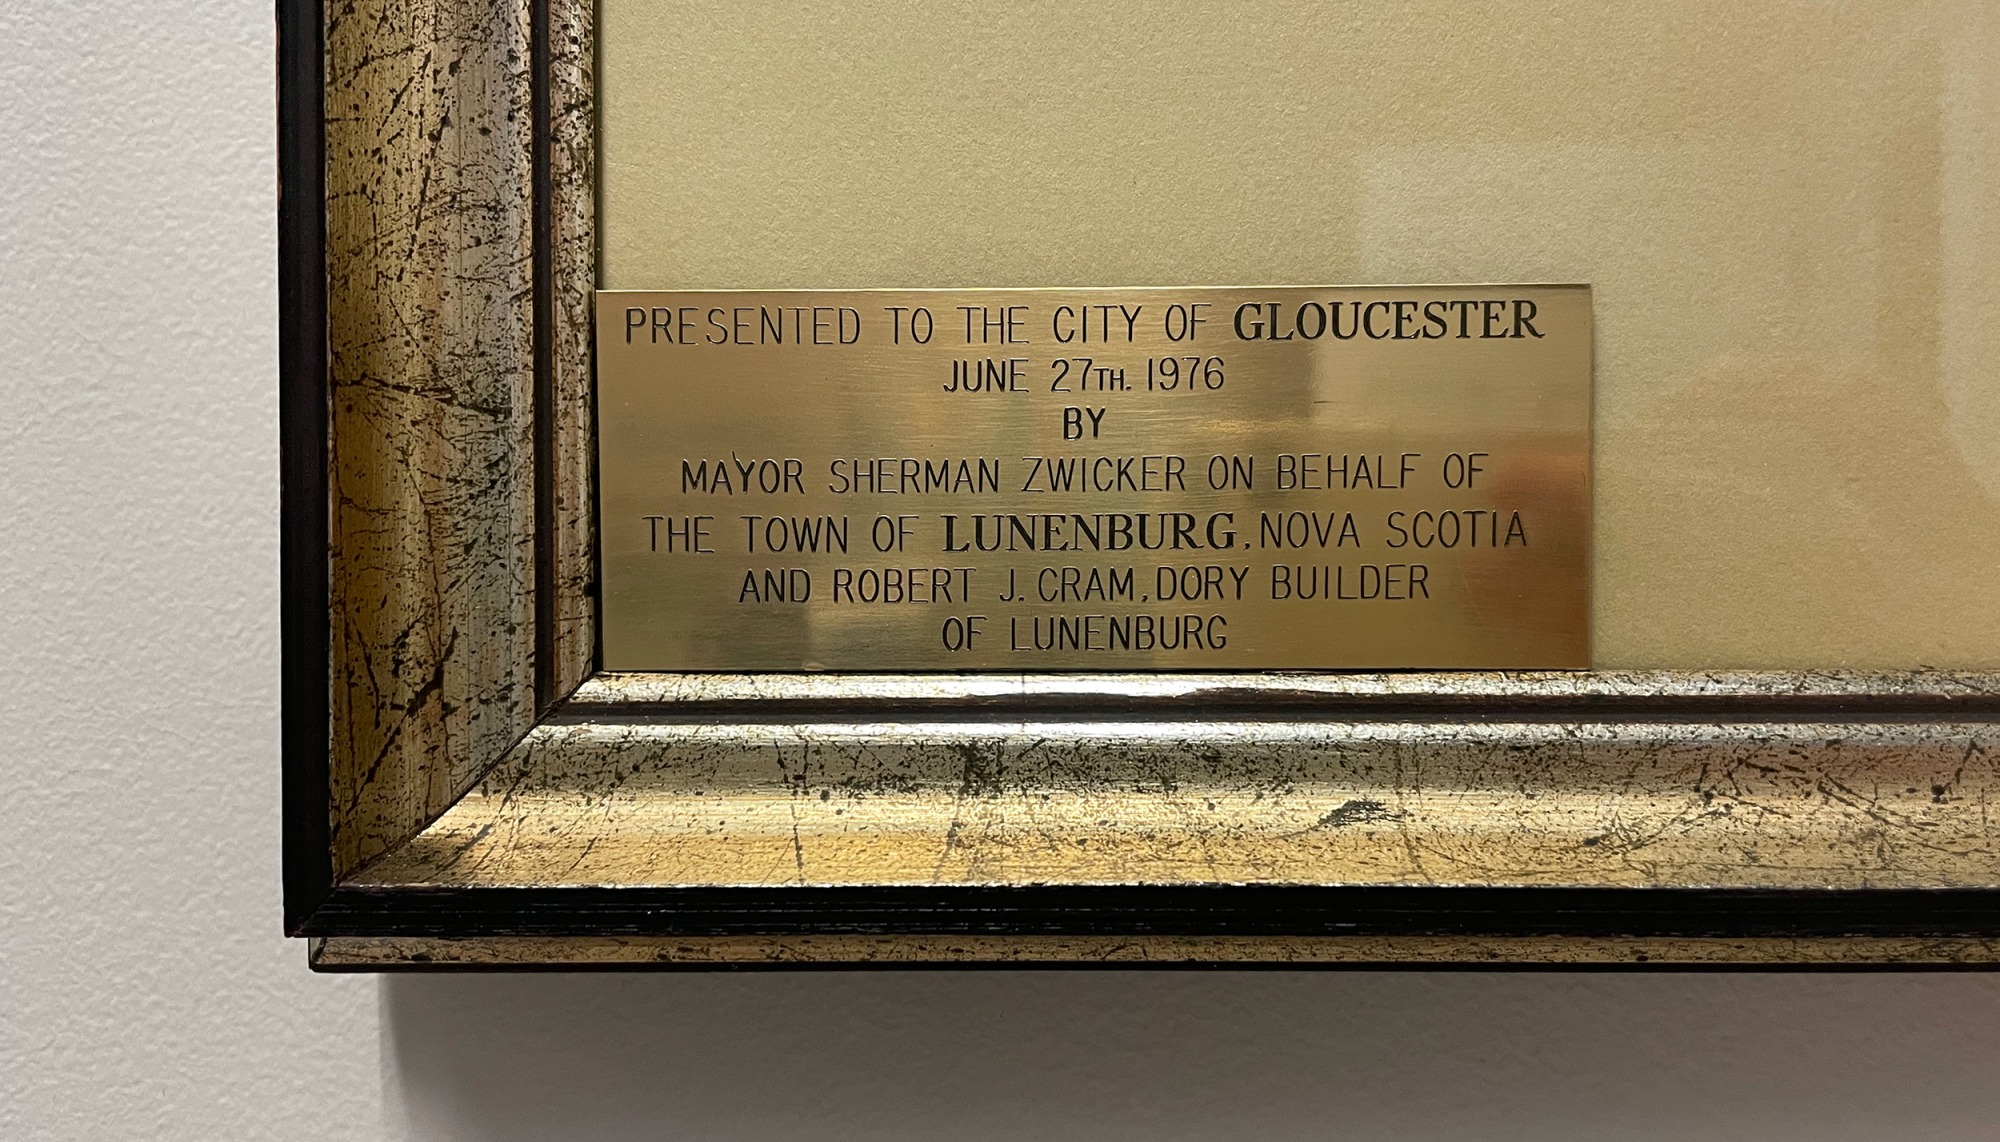 PRESENTED TO THE CITY OF GLOUCESTER
JUNE 27TH. 1976
BY
MAYOR SHERMAN ZWICKER ON BEHALF OF
THE TOWN OF LUNENBURG, NOVA SCOTIA
AND ROBERT J. CRAM, DORY BUILDER
OF LUNENBURG